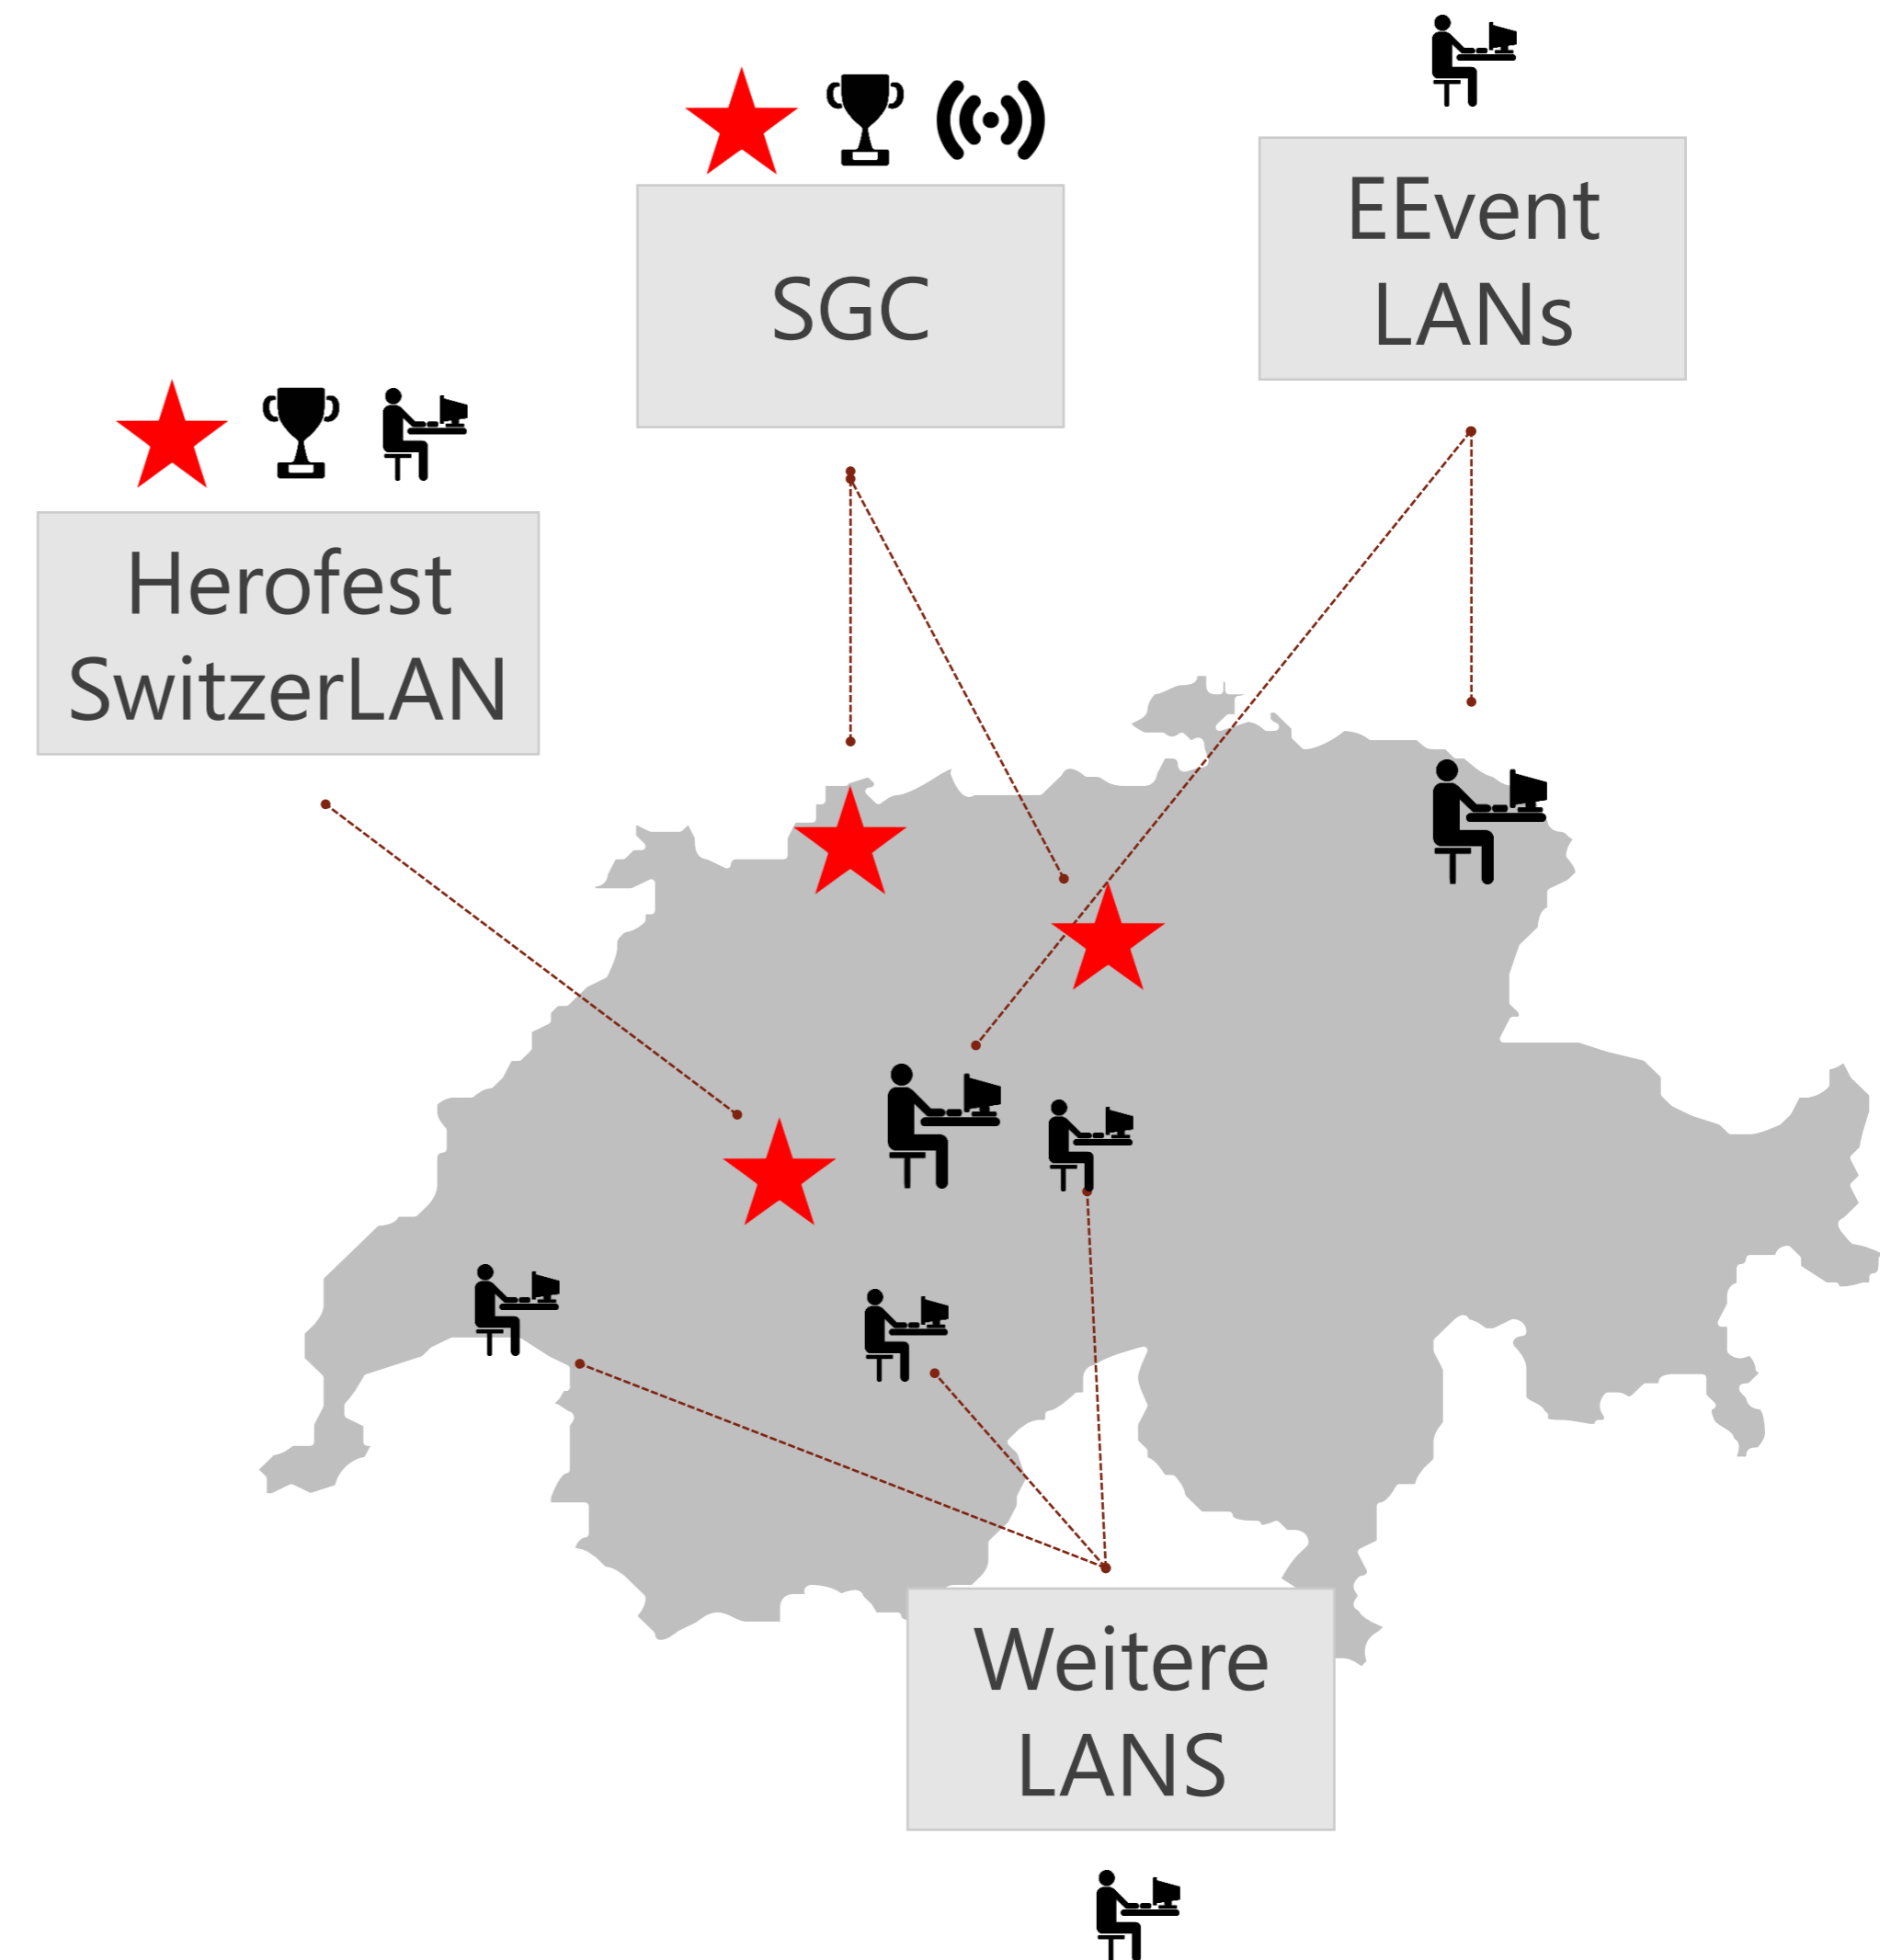 EEvent
LANs
SGC
Herofest
SwitzerLAN
Weitere
LANS